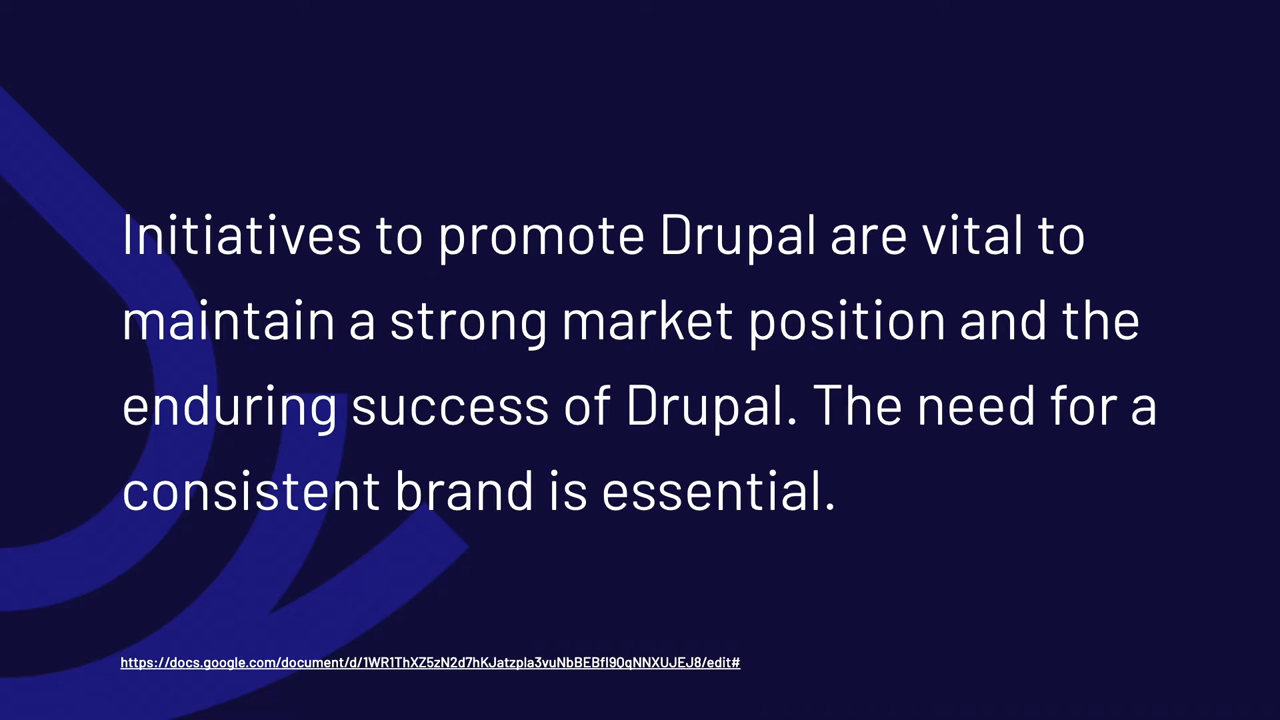 Initiatives to promote Drupal are vital to
maintain a strong market position and the
enduring success of Drupal. The need for a
consistent brand is essential.
https://docs.google.com/document/d/1WR1ThXZ5zN2d7hKJatzpla3vuNbBEBfI9OqNNXUJEJ8/edit#